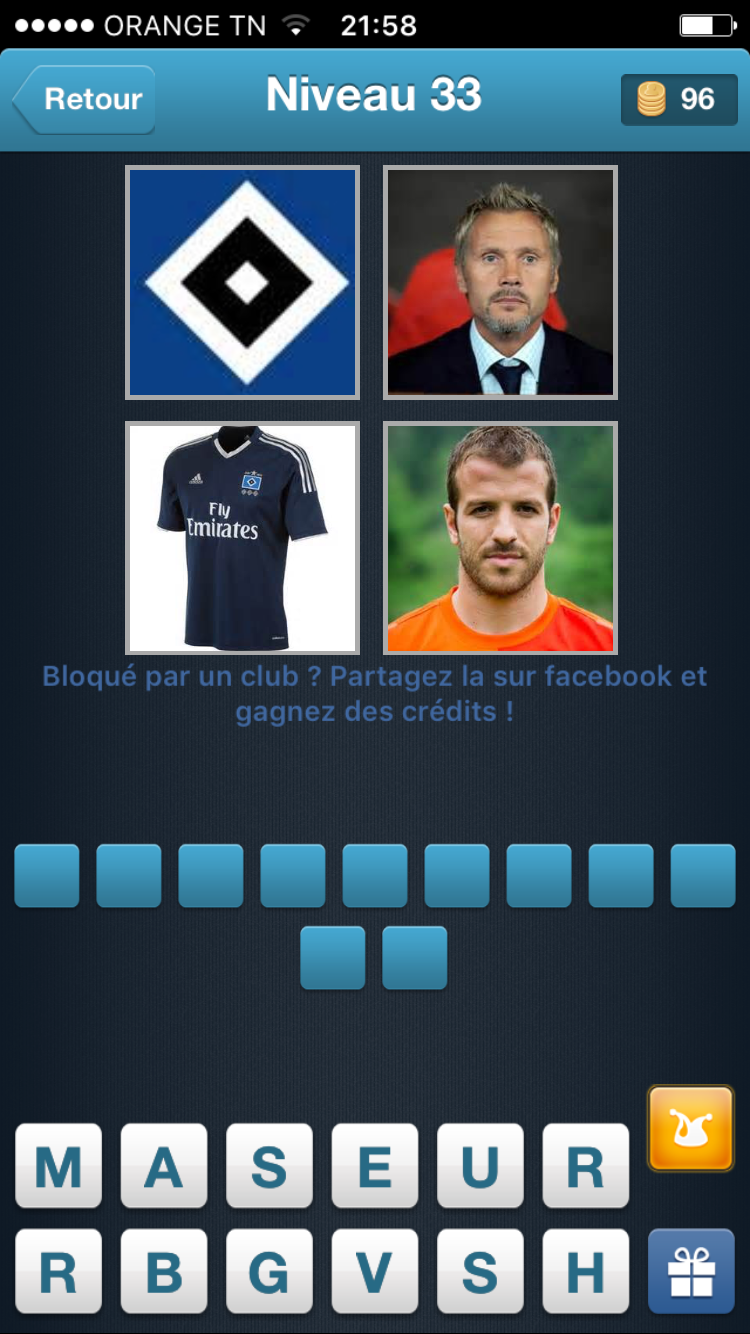 ORANGE TN 21:58
Retour Niveau 33 96
adidas
Fly
Emirates
Bloqué par un club ? Partagez la sur facebook et
gagnez des crédits !
M A S E U R
R B G V S H